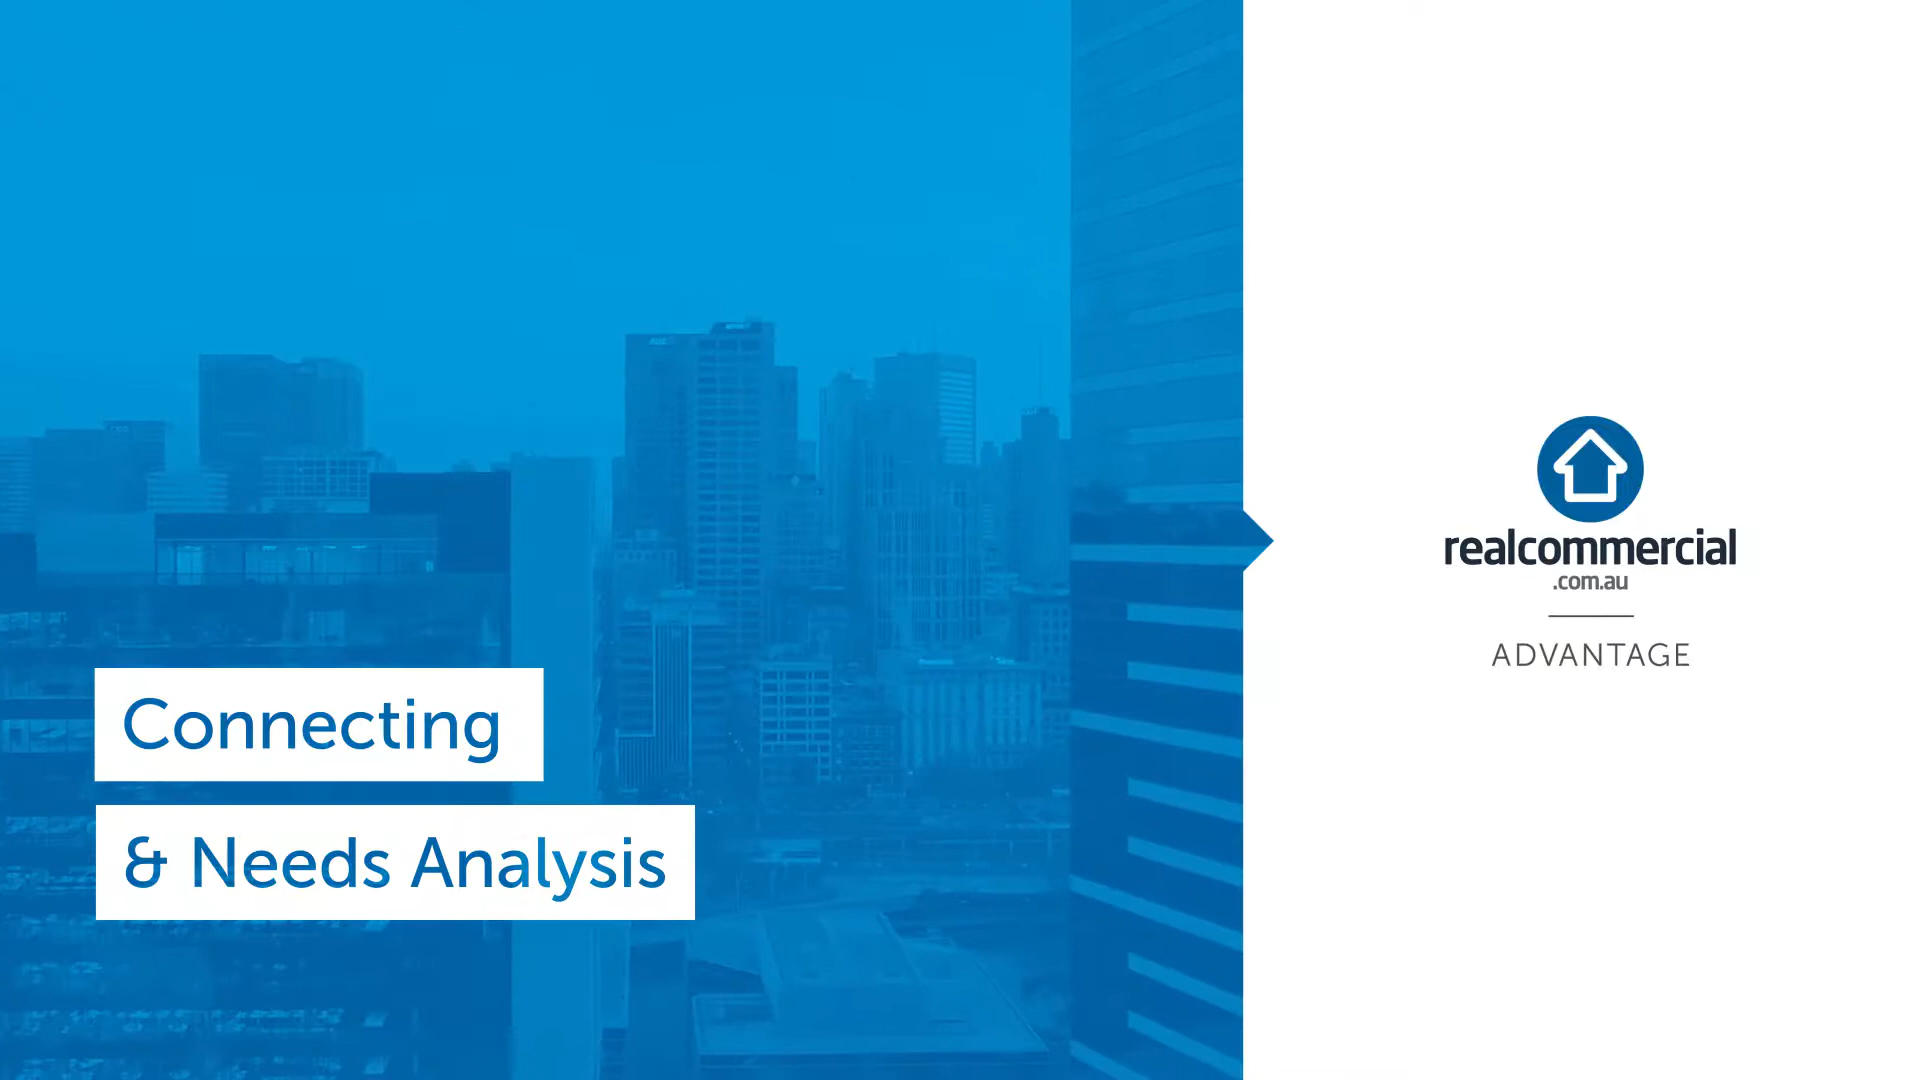 Connecting
& Needs Analysis
realcommercial
.com.au
ADVANTAGE